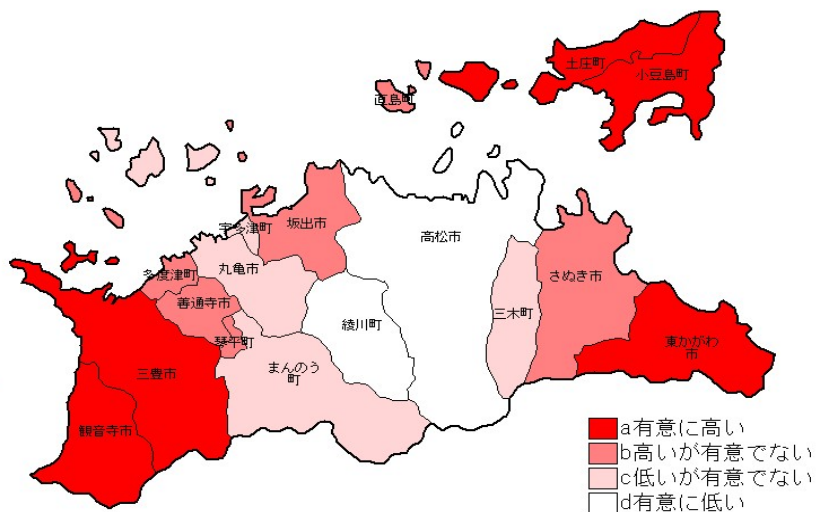 土庄町
小豆島町
直島町
宇多津町
坂出市
高松市
多度津町
丸亀市
さぬき市
善通寺市
綾川町
三木町
琴平町
東かがわ
市
まんのう
町
三豊市
観音寺市
a有意に高い
b高いが有意でない
c低いが有意でない
d有意に低い